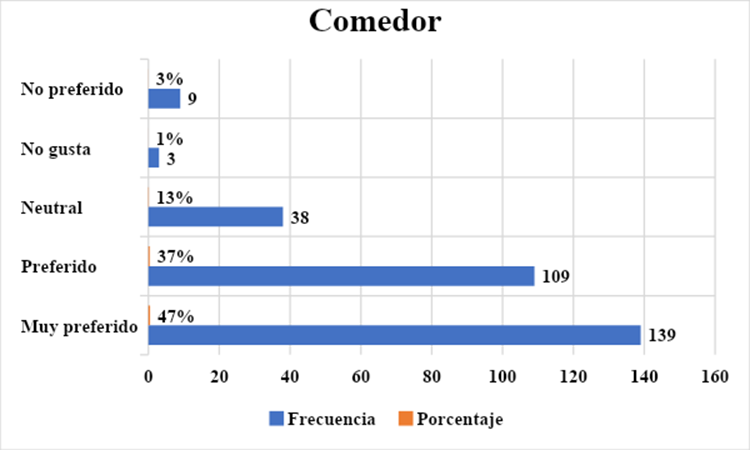 Comedor
3%
No preferido
9
1%
No gusta
3
13%
Neutral
38
37%
Preferido
109
47%
Muy preferido
139
0 20 40 60 80 100 120 140 160
Frecuencia Porcentaje